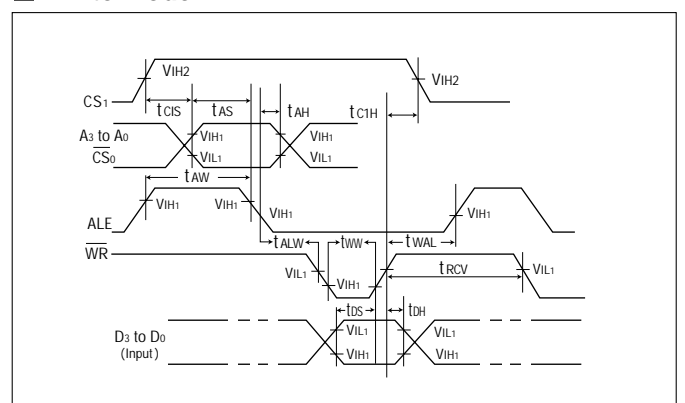 VIH2
VIH2
CS1
tCIS
tAS
tAH
tC1H
A3 to A0
CS0
VIH1
VIL1
VIH1
VIL1
tAW
ALE
VIH1
VIH1
VIH1
tALW
tWW
tWAL
WR
VIL1
VIH1
tRCV
VIL1
tDS
tDH
D3 to D0
(Input)
VIL1
VIH1
VIL1
VIH1